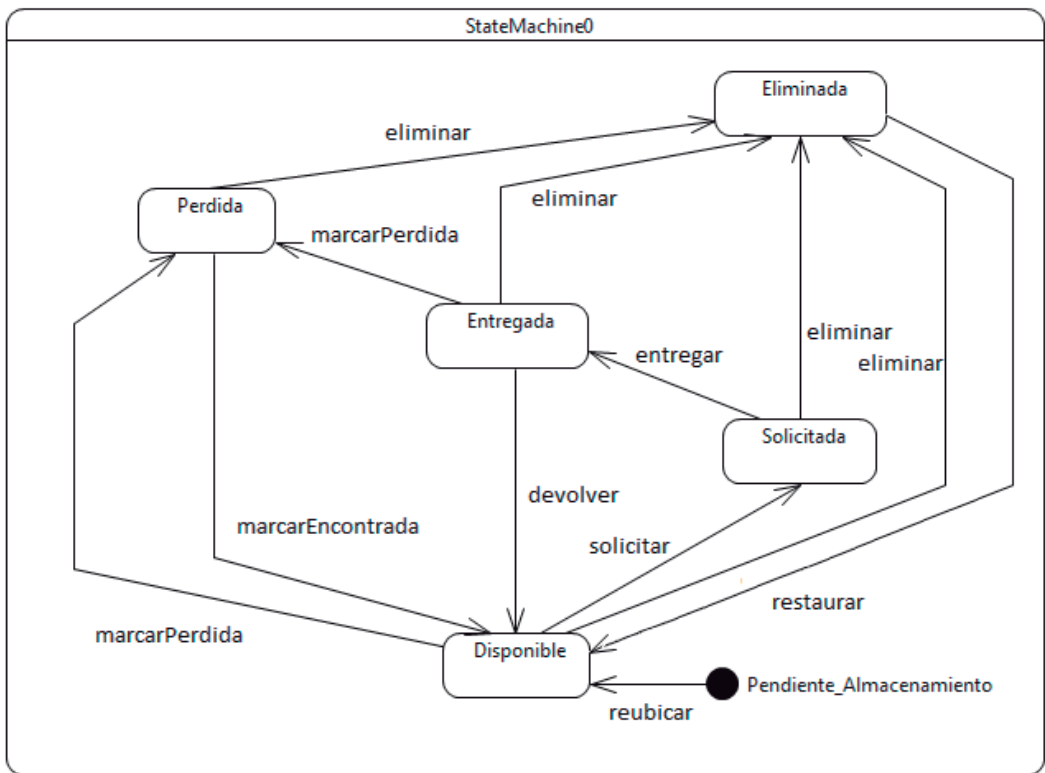 StateMachine0
Eliminada
eliminar
Perdida
eliminar
marcarPerdida
Entregada
eliminar
entregar
eliminar
Solicitada
devolver
marcarEncontrada
solicitar
restaurar
marcarPerdida
Disponible
Pendiente_Almacenamiento
reubicar